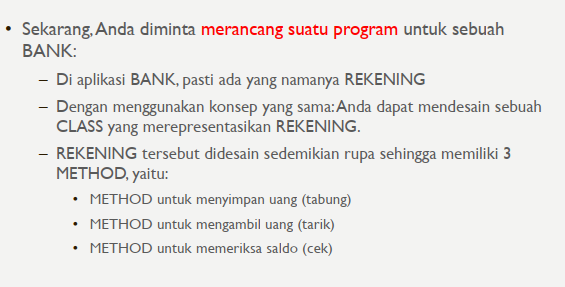 • Sekarang, Anda diminta merancang suatu program untuk sebuah
BANK:
– Di aplikasi BANK, pasti ada yang namanya REKENING
– Dengan menggunakan konsep yang sama: Anda dapat mendesain sebuah
CLASS yang merepresentasikan REKENING.
– REKENING tersebut didesain sedemikian rupa sehingga memiliki 3
METHOD, yaitu:
• METHOD untuk menyimpan uang (tabung)
• METHOD untuk mengambil uang (tarik)
• METHOD untuk memeriksa saldo (cek)